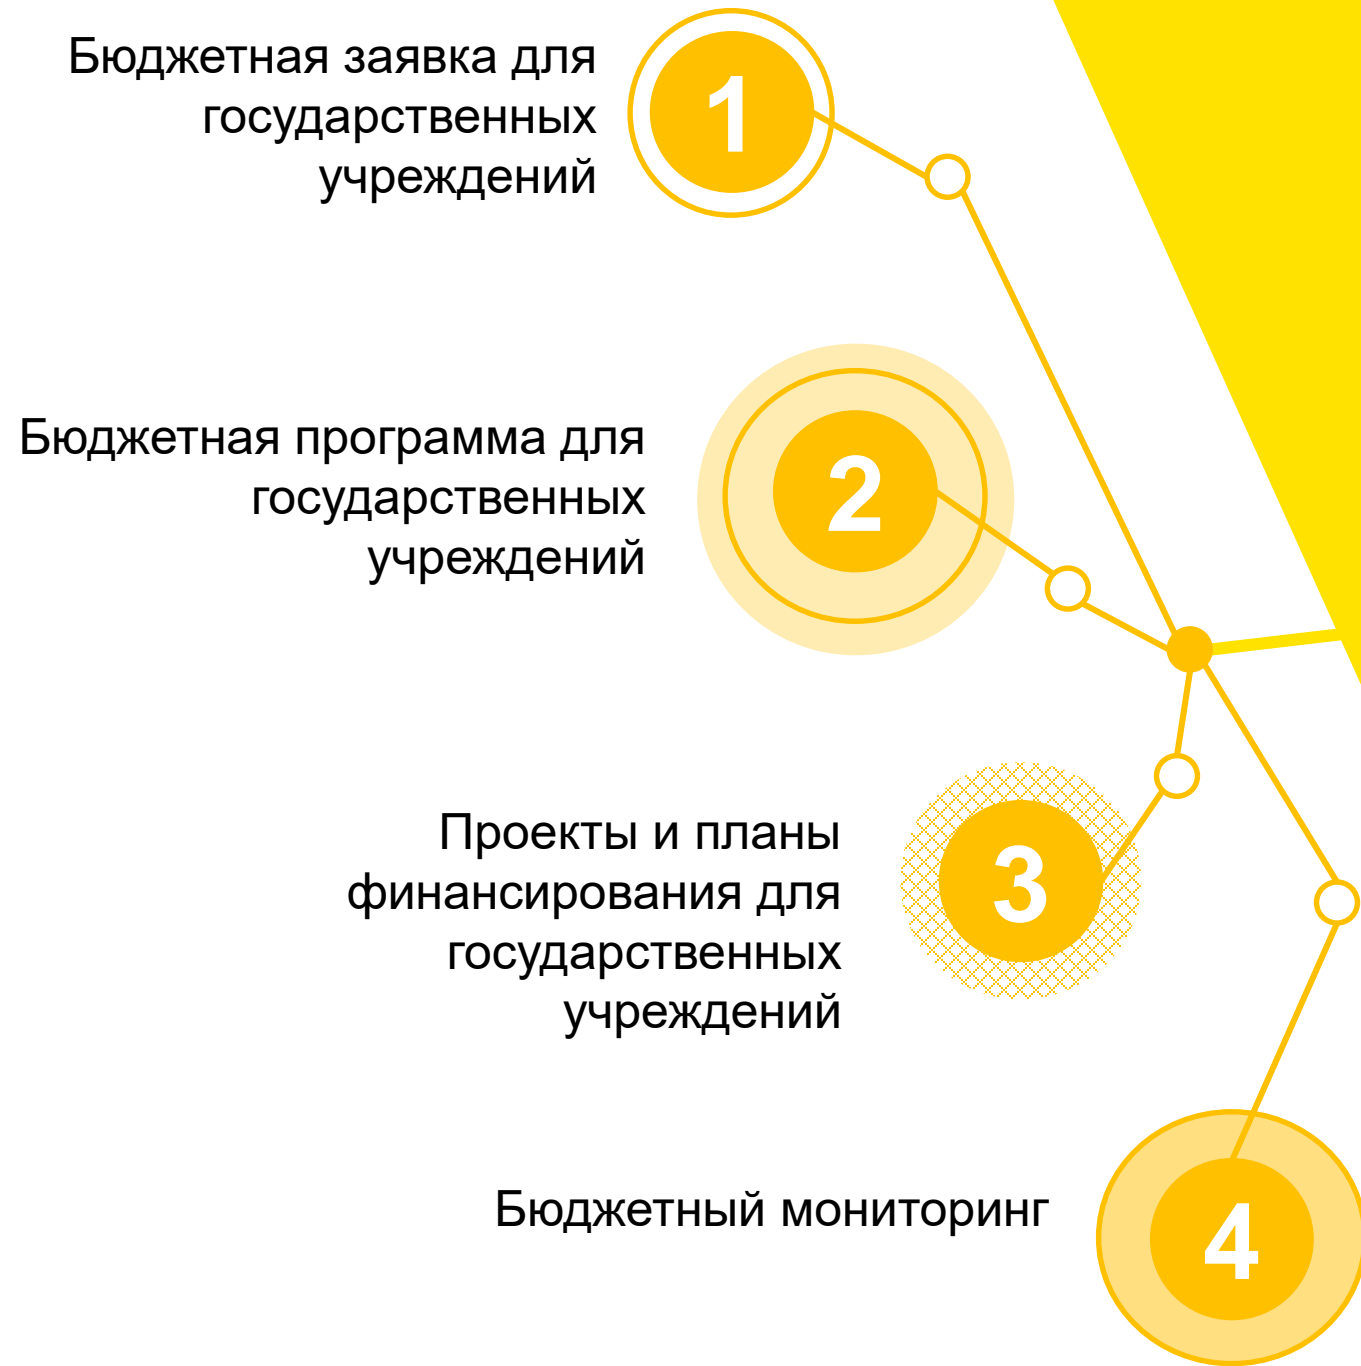 Бюджетная заявка для
государственных
учреждений
1
Бюджетная программа для
государственных
учреждений
2
Проекты и планы
финансирования для
государственных
учреждений
3
Бюджетный мониторинг
4